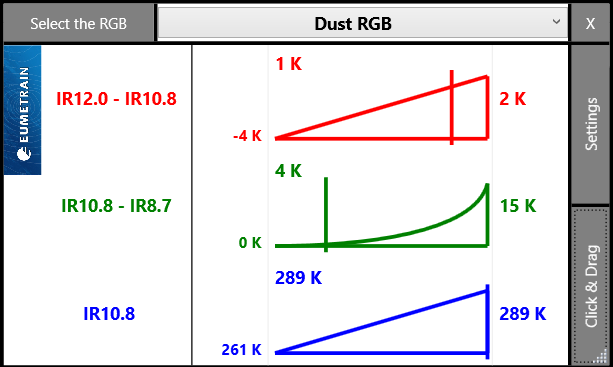 Select the RGB
Dust RGB
X
EUMETRAIN
IR12.0 - IR10.8
1 K
-4 K
2 K
IR10.8 - IR8.7
4 K
0 K
15 K
IR10.8
289 K
261 K
289 K
Settings
Click & Drag